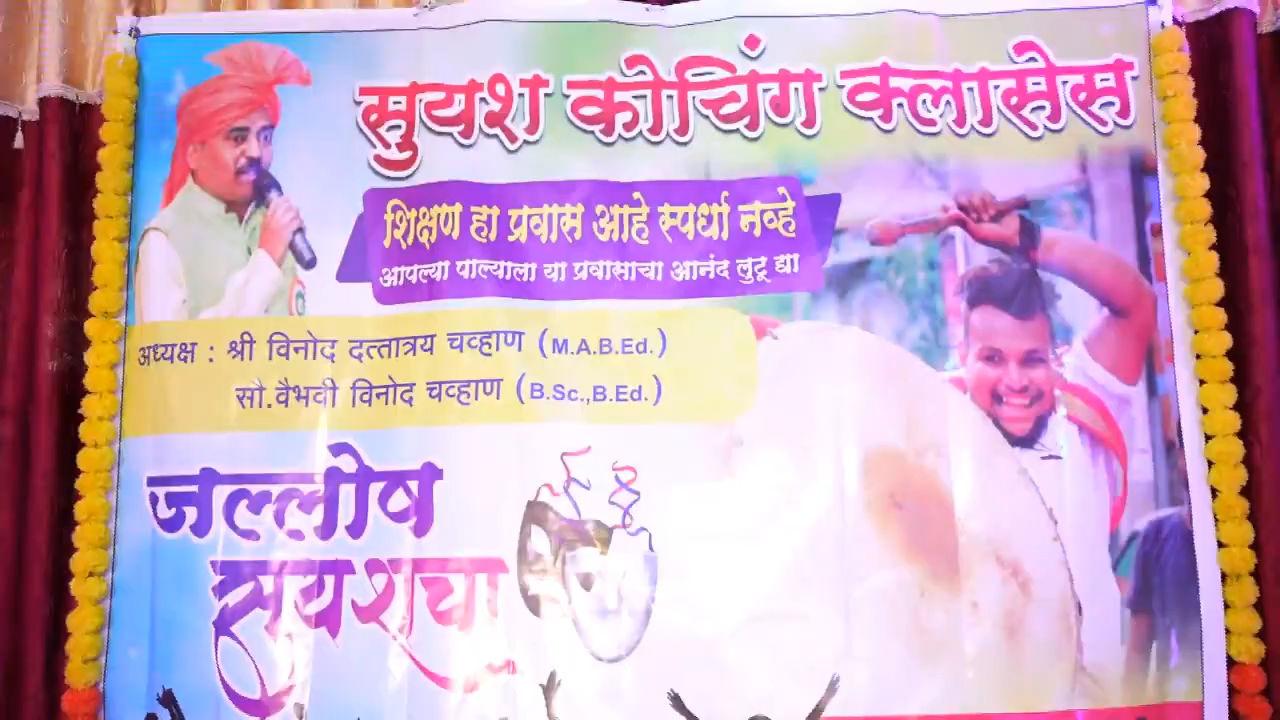 सुयश कोचिंग क्लासेस
शिक्षण हा प्रवास आहे स्पर्धा नव्हे
आपल्या पाल्याला या प्रवासाचा आनंद लुटू द्या
अध्यक्ष : श्री विनोद दत्तात्रय चव्हाण (M.A.B.Ed.)
सौ.वैभवी विनोद चव्हाण (B.Sc.,B.Ed.)
जल्लोष
सुयशचा